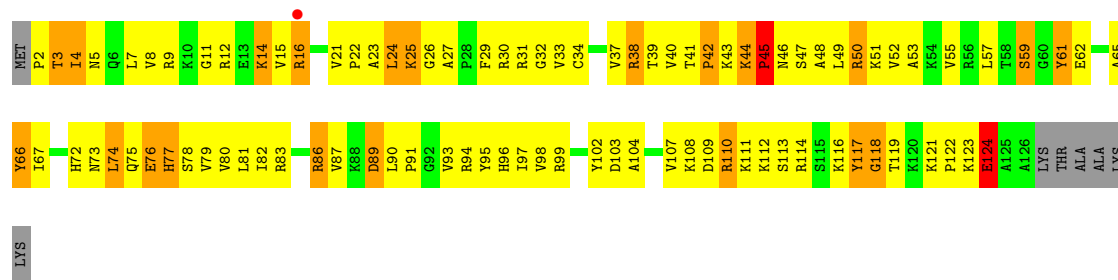 MET P2 T3 I4 N5 Q6 L7 V8 R9 K10 G11 R12 E13 K14 V15 R16 V21 P22 A23 L24 K25 G26 A27 P28 F29 R30 R31 G32 V33 C34 V37 R38 T39 V40 T41 P42 K43 K44 P45 N46 S47 A48 L49 R50 K51 V52 A53 K54 V55 R56 L57 T58 S59 G60 Y61 E62 A65
Y66 I67 H72 N73 L74 Q75 E76 H77 S78 V79 V80 L81 I82 R83 R86 V87 K88 D89 L90 P91 G92 V93 R94 Y95 H96 I97 V98 R99 Y102 D103 A104 V107 K108 D109 R110 K111 K112 S113 R114 S115 K116 Y117 G118 T119 K120 K121 P122 K123 E124 A125 A126 LYS THR ALA ALA LYS
LYS